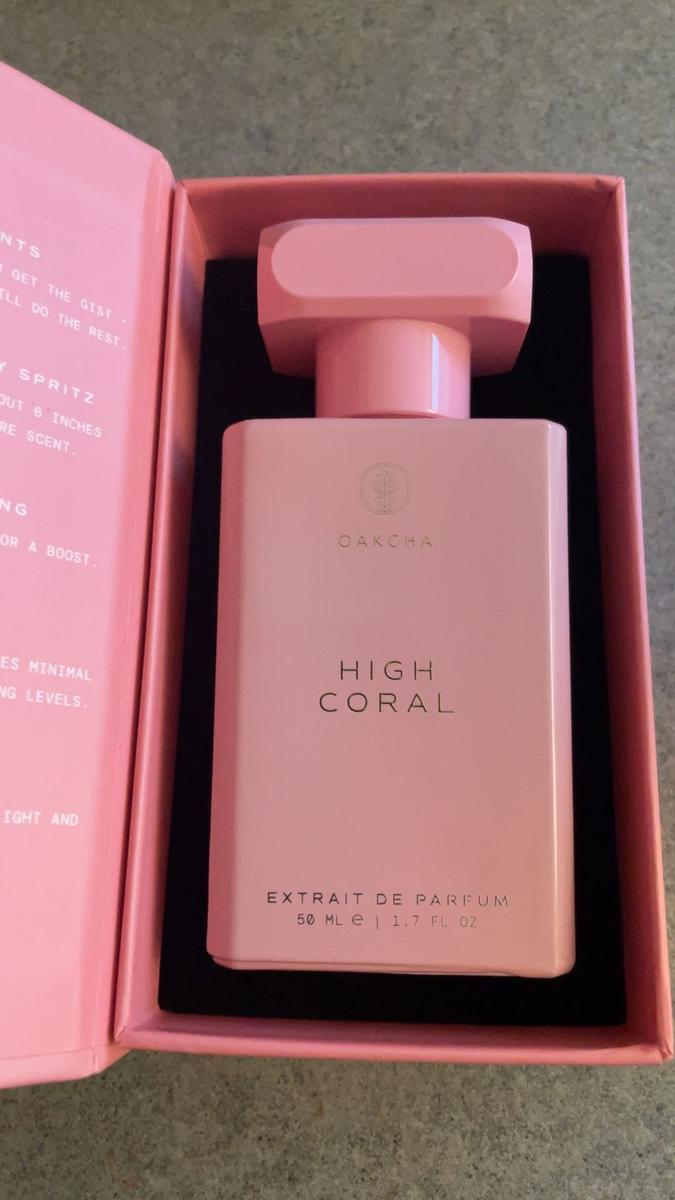 NTS
GET THE GIST -
ILL DO THE REST.
Y SPRITZ
OUT 6 INCHES
RE SCENT.
NG
OR A BOOST.
ES MINIMAL
NG LEVELS.
IGHT AND
OAKCHA
HIGH
CORAL
EXTRAIT DE PARFUM
50 ML e | 1.7 FL OZ